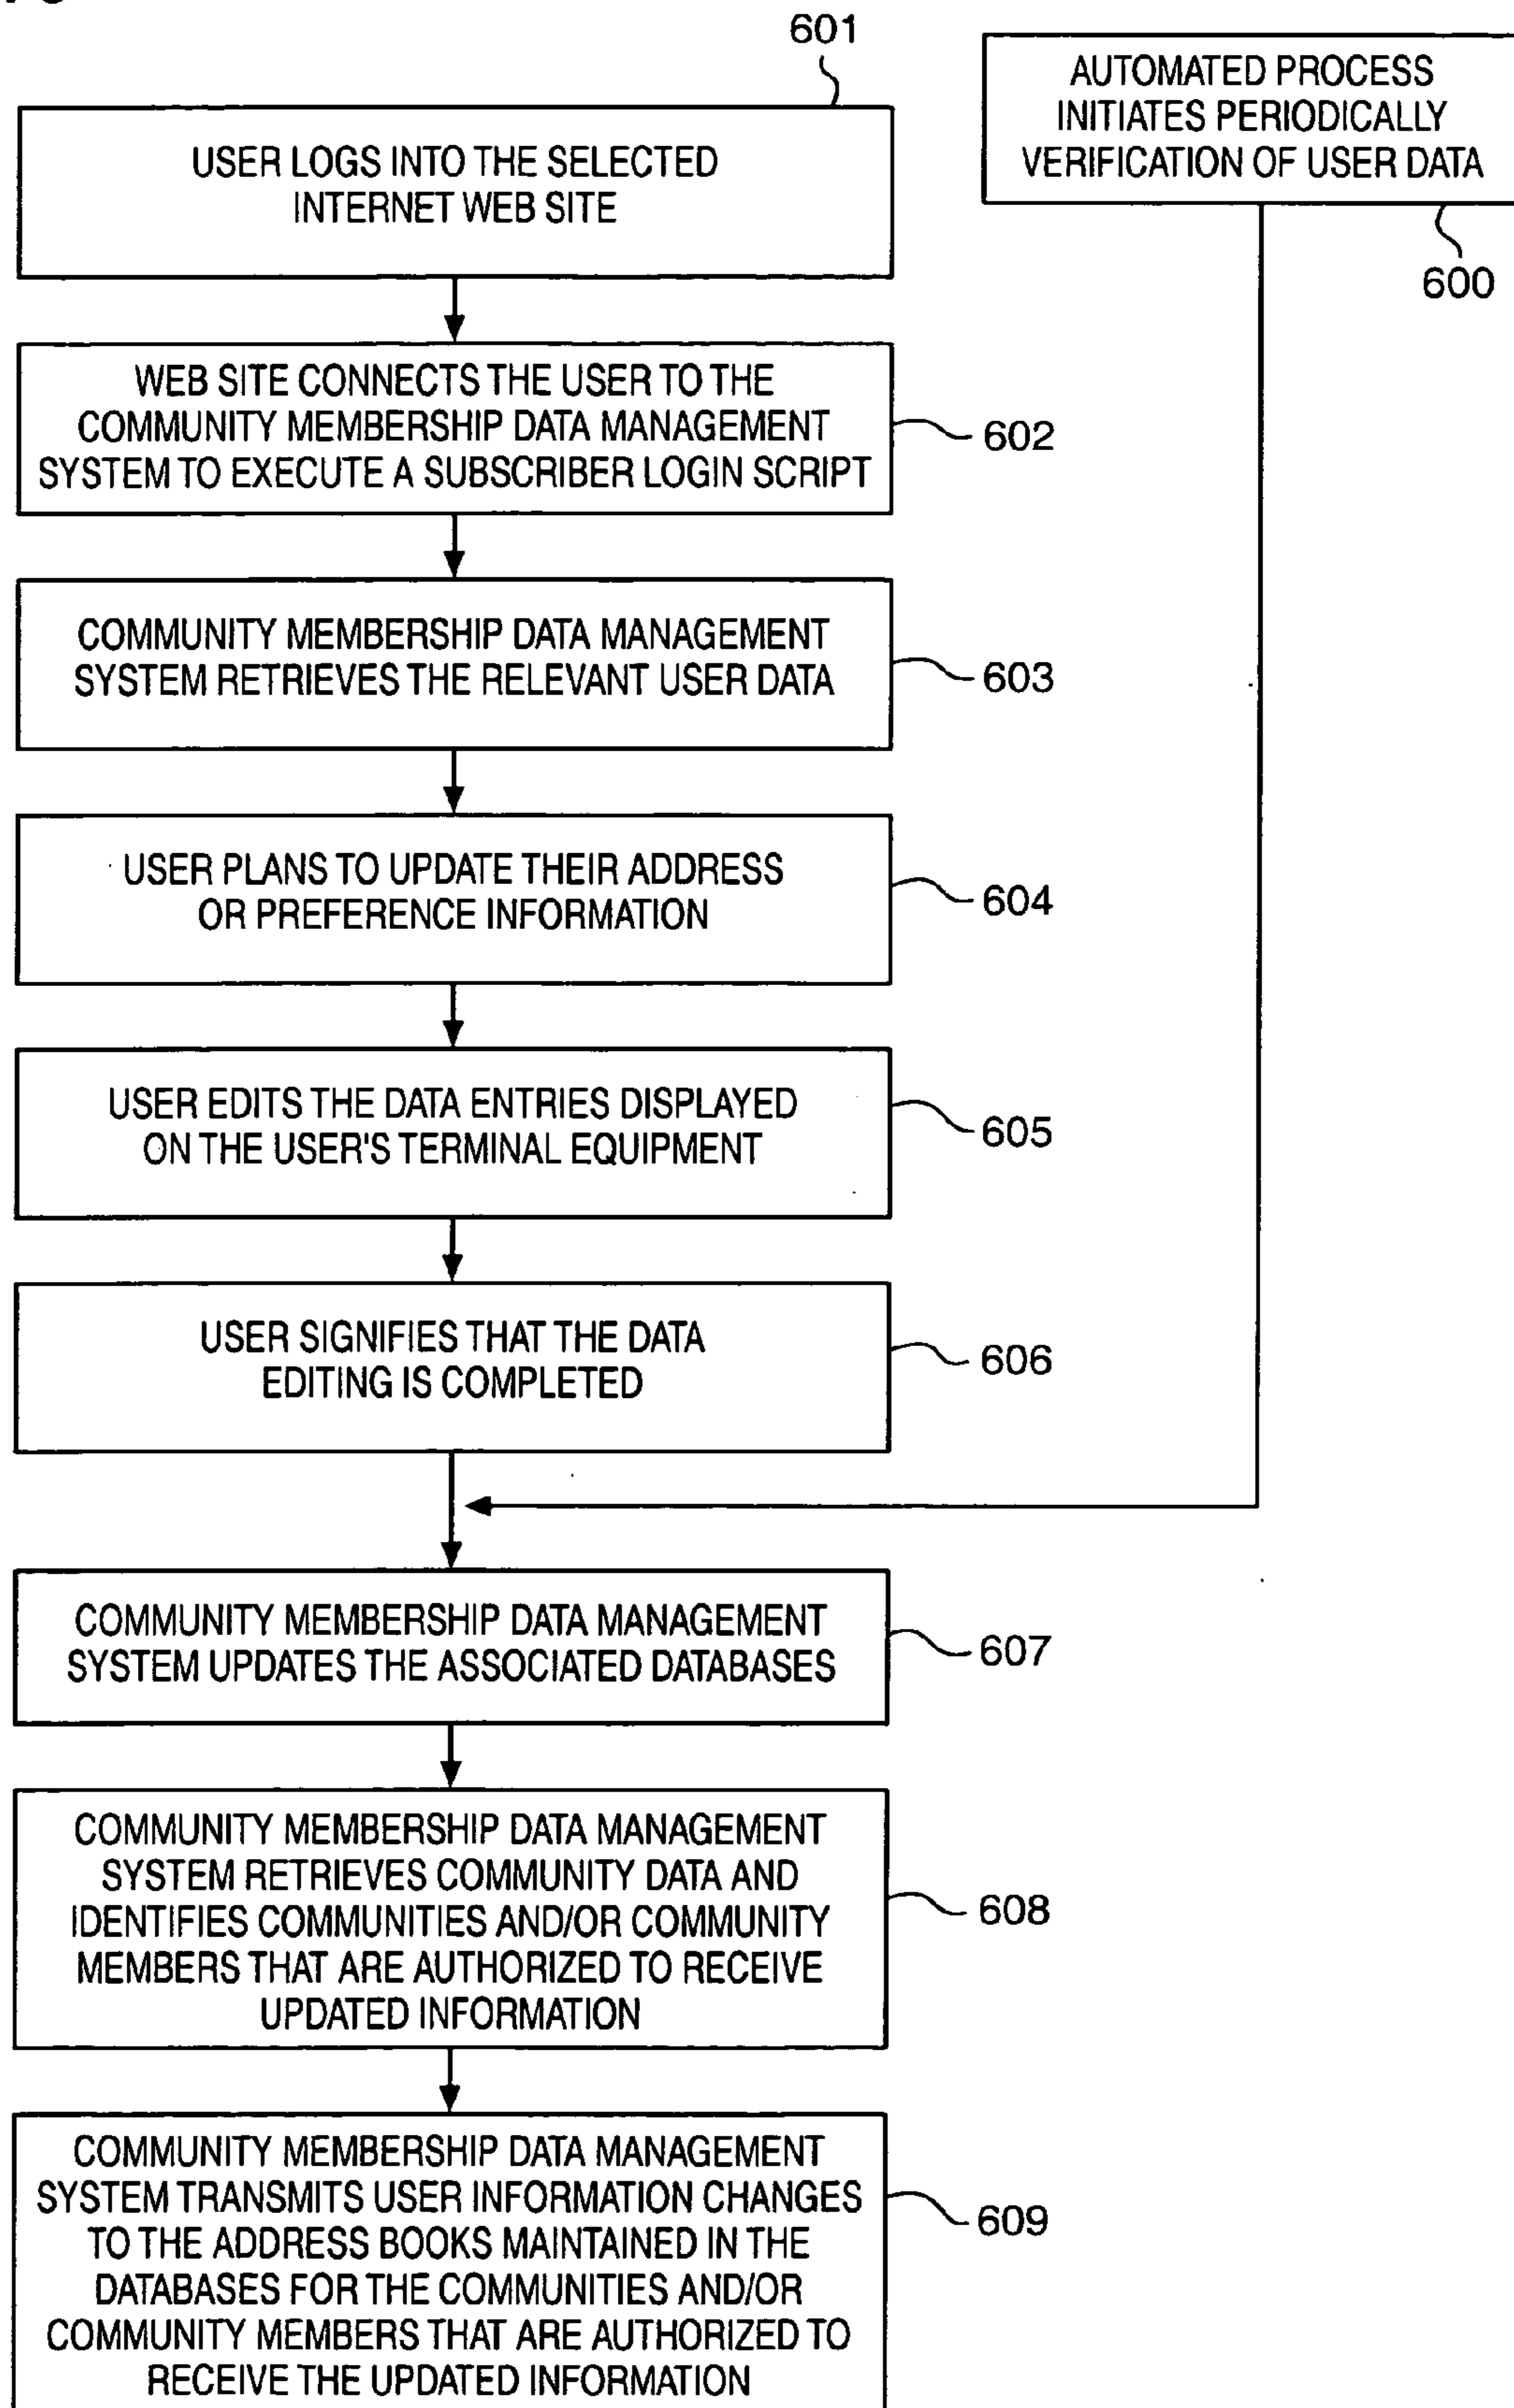 601
USER LOGS INTO THE SELECTED
INTERNET WEB SITE
AUTOMATED PROCESS
INITIATES PERIODICALLY
VERIFICATION OF USER DATA
600
WEB SITE CONNECTS THE USER TO THE
COMMUNITY MEMBERSHIP DATA MANAGEMENT
SYSTEM TO EXECUTE A SUBSCRIBER LOGIN SCRIPT
602
COMMUNITY MEMBERSHIP DATA MANAGEMENT
SYSTEM RETRIEVES THE RELEVANT USER DATA
603
USER PLANS TO UPDATE THEIR ADDRESS
OR PREFERENCE INFORMATION
604
USER EDITS THE DATA ENTRIES DISPLAYED
ON THE USER'S TERMINAL EQUIPMENT
605
USER SIGNIFIES THAT THE DATA
EDITING IS COMPLETED
606
COMMUNITY MEMBERSHIP DATA MANAGEMENT
SYSTEM UPDATES THE ASSOCIATED DATABASES
607
COMMUNITY MEMBERSHIP DATA MANAGEMENT
SYSTEM RETRIEVES COMMUNITY DATA AND
IDENTIFIES COMMUNITIES AND/OR COMMUNITY
MEMBERS THAT ARE AUTHORIZED TO RECEIVE
UPDATED INFORMATION
608
COMMUNITY MEMBERSHIP DATA MANAGEMENT
SYSTEM TRANSMITS USER INFORMATION CHANGES
TO THE ADDRESS BOOKS MAINTAINED IN THE
DATABASES FOR THE COMMUNITIES AND/OR
COMMUNITY MEMBERS THAT ARE AUTHORIZED TO
RECEIVE THE UPDATED INFORMATION
609